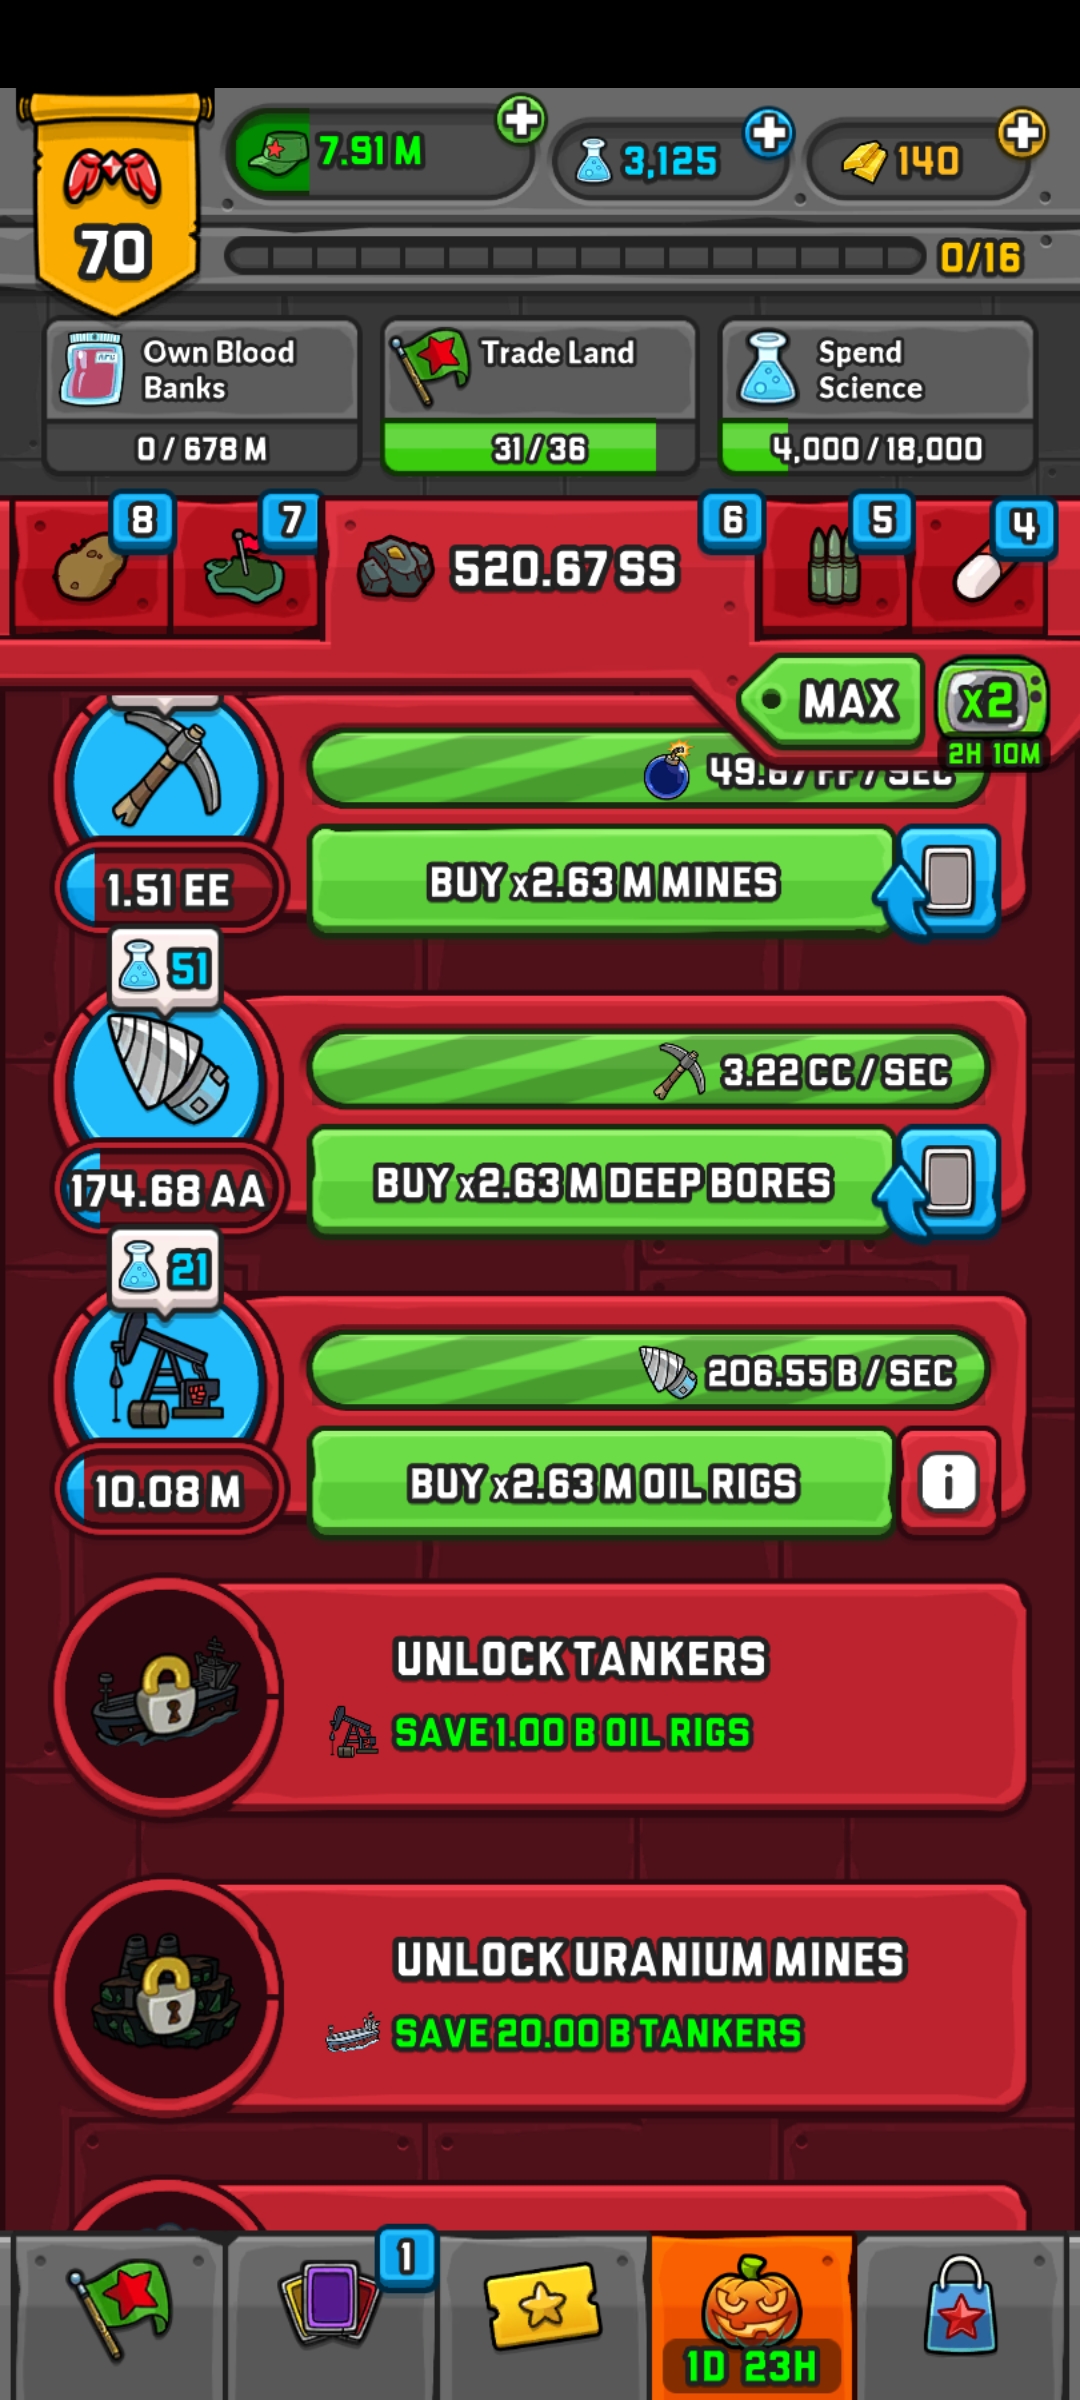 7.91 M
3,125
140
70
0/16
Own Blood
Banks
0 / 678 M
Trade Land
31 / 36
Spend
Science
4,000 / 18,000
8
7
520.67 SS
6
5
4
MAX
x2
2H 10M
/ SEC
1.51 EE
BUY x2.63 M MINES
51
3.22 CC / SEC
174.68 AA
BUY x2.63 M DEEP BORES
21
206.55 B / SEC
10.08 M
BUY x2.63 M OIL RIGS
i
UNLOCK TANKERS
SAVE 1.00 B OIL RIGS
UNLOCK URANIUM MINES
SAVE 20.00 B TANKERS
1
1D 23H